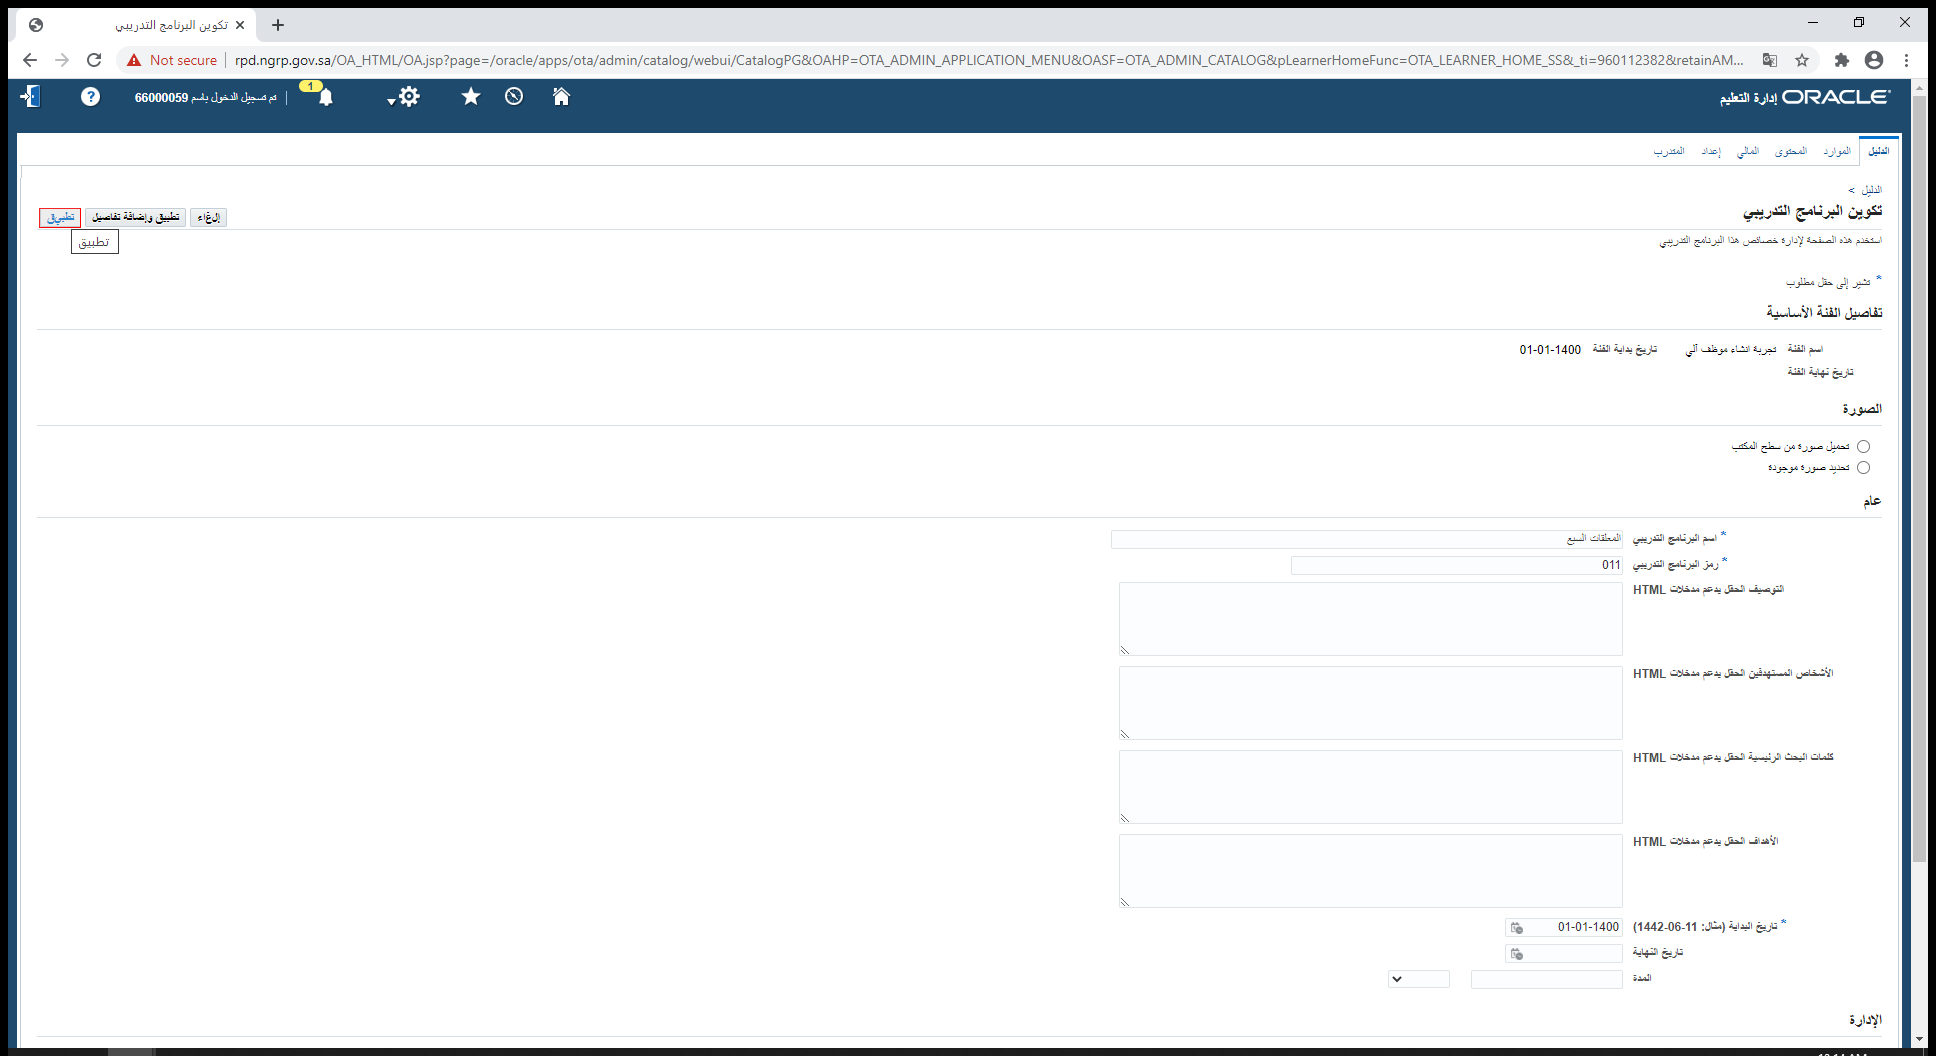 تكوين البرنامج التدريبي
Not secure rpd.ngrp.gov.sa/OA_HTML/OA.jsp?page=/oracle/apps/ota/admin/catalog/webui/CatalogPG&OAHP=OTA_ADMIN_APPLICATION_MENU&OASF=OTA_ADMIN_CATALOG&pLearnerHomeFunc=OTA_LEARNER_HOME_SS&_ti=960112382&retainAM...
ORACLE إدارة التعليم
1
تم تسجيل الدخول باسم 66000059
الدليل الموارد المحتوى المالي إعداد المتدرب
الدليل >
تكوين البرنامج التدريبي
إلغاء تطبيق وإضافة تفاصيل تطبيق
تطبيق
استخدم هذه الصفحة لإدارة خصائص هذا البرنامج التدريبي
* تشير إلى حقل مطلوب
تفاصيل الفئة الأساسية
اسم الفئة تجربة انشاء موظف آلي تاريخ بداية الفئة 01-01-1400
تاريخ نهاية الفئة
الصورة
تحميل صورة من سطح المكتب
تحديد صورة موجودة
عام
* اسم البرنامج التدريبي المعلقات السبع
* رمز البرنامج التدريبي 011
التوصيف الحقل يدعم مدخلات HTML
الأشخاص المستهدفين الحقل يدعم مدخلات HTML
كلمات البحث الرئيسية الحقل يدعم مدخلات HTML
الأهداف الحقل يدعم مدخلات HTML
* تاريخ البداية (مثال: 11-06-1442) 01-01-1400
تاريخ النهاية
المدة
الإدارة